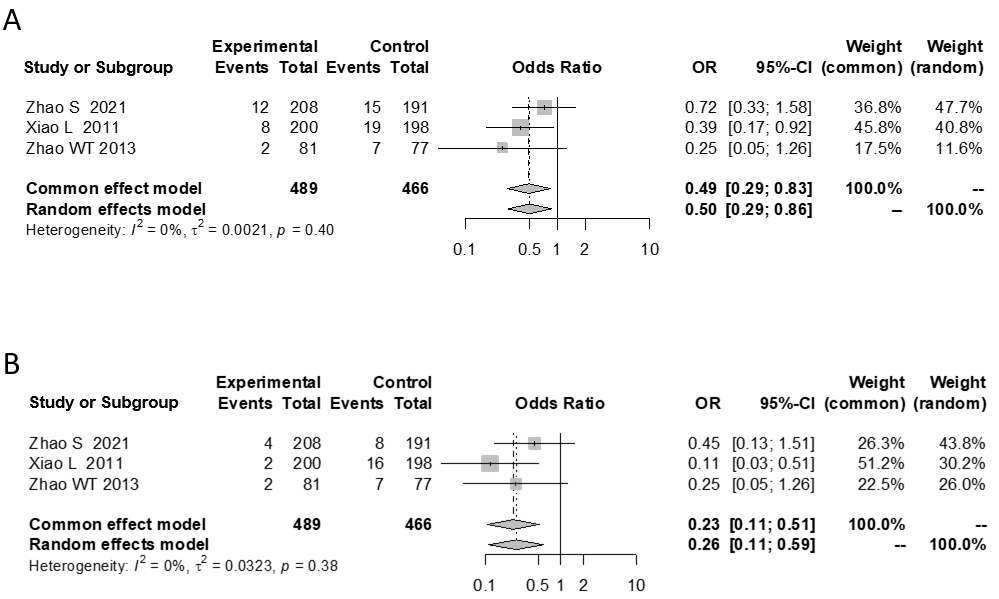 A
Experimental Control Weight Weight
Study or Subgroup Events Total Events Total Odds Ratio OR 95%-CI (common) (random)
Zhao S 2021 12 208 15 191 0.72 [0.33; 1.58] 36.8% 47.7%
Xiao L 2011 8 200 19 198 0.39 [0.17; 0.92] 45.8% 40.8%
Zhao WT 2013 2 81 7 77 0.25 [0.05; 1.26] 17.5% 11.6%
Common effect model 489 466 0.49 [0.29; 0.83] 100.0% --
Random effects model 0.50 [0.29; 0.86] -- 100.0%
Heterogeneity: I² = 0%, τ² = 0.0021, p = 0.40
0.1 0.5 1 2 10
B
Experimental Control Weight Weight
Study or Subgroup Events Total Events Total Odds Ratio OR 95%-CI (common) (random)
Zhao S 2021 4 208 8 191 0.45 [0.13; 1.51] 26.3% 43.8%
Xiao L 2011 2 200 16 198 0.11 [0.03; 0.51] 51.2% 30.2%
Zhao WT 2013 2 81 7 77 0.25 [0.05; 1.26] 22.5% 26.0%
Common effect model 489 466 0.23 [0.11; 0.51] 100.0% --
Random effects model 0.26 [0.11; 0.59] -- 100.0%
Heterogeneity: I² = 0%, τ² = 0.0323, p = 0.38
0.1 0.5 1 2 10